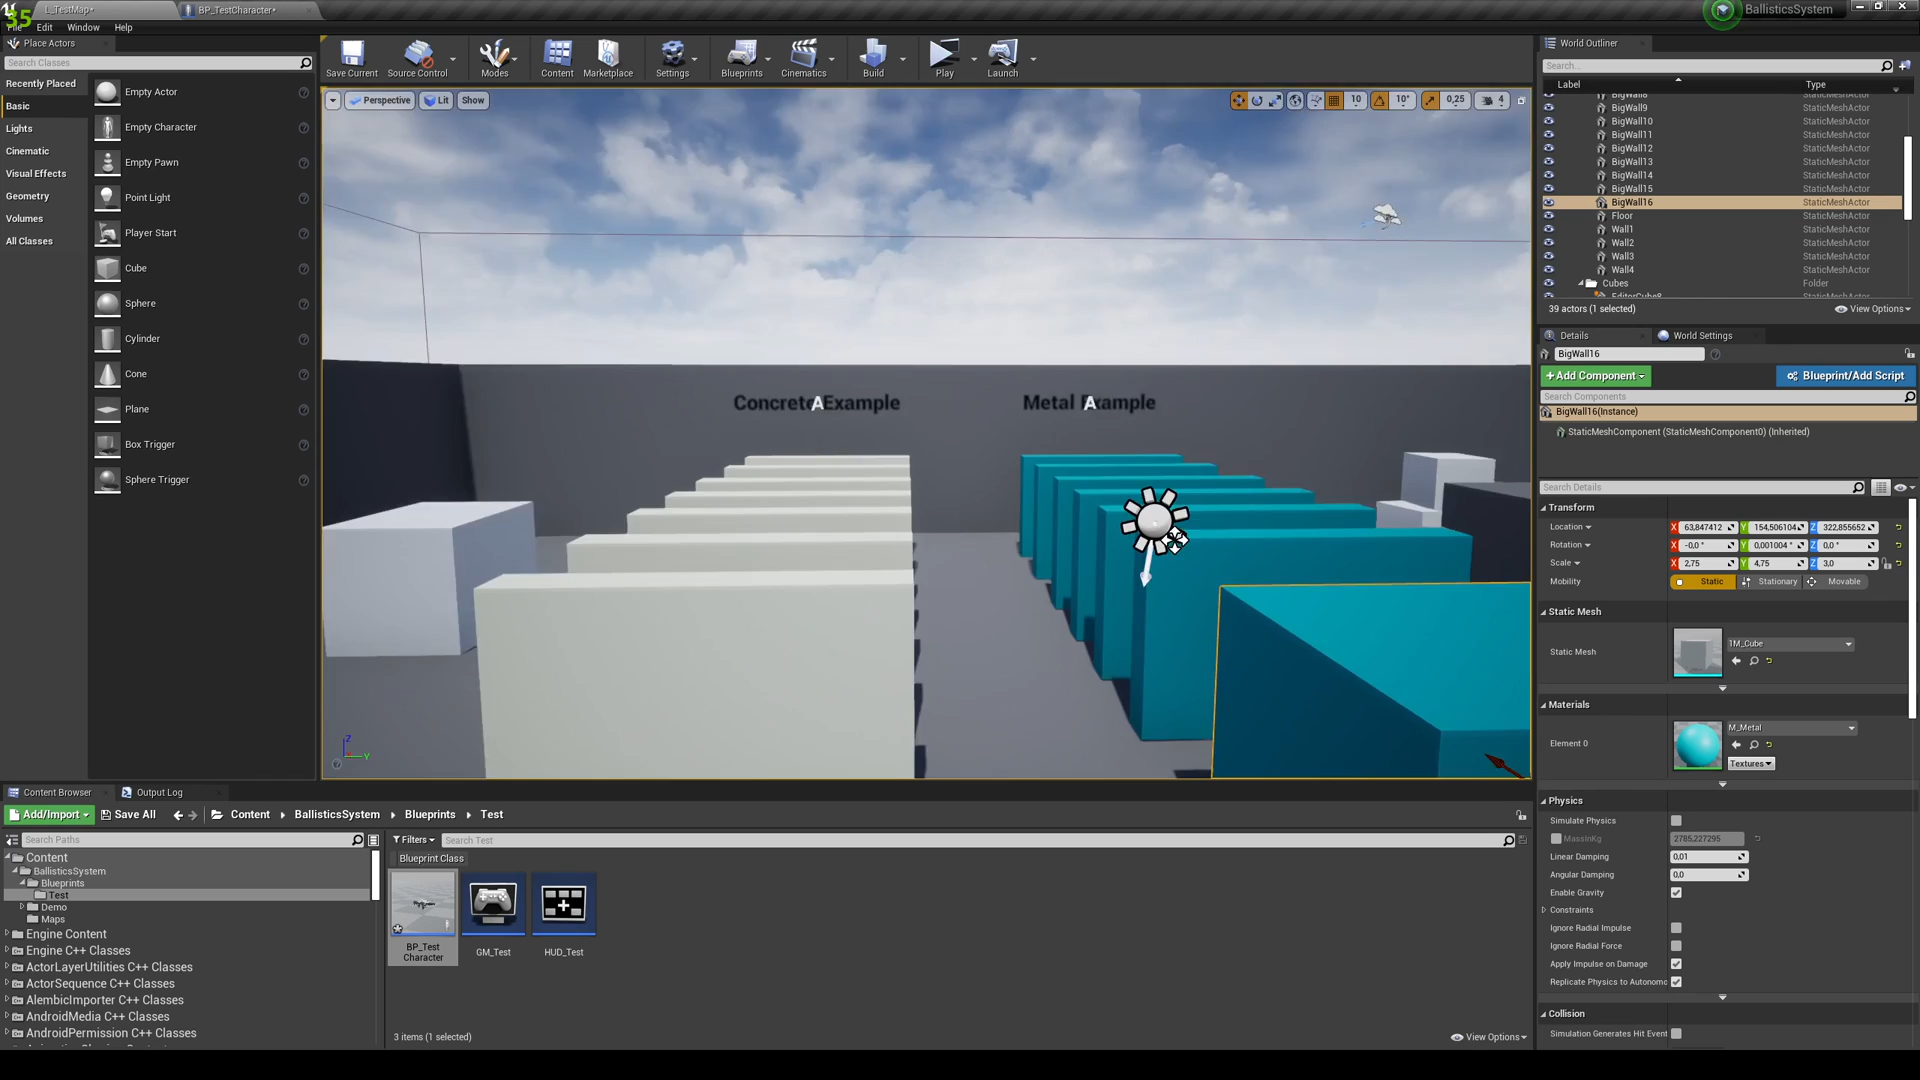 L_TestMap*
BP_TestCharacter*
BallisticsSystem
35
File Edit Window Help
Place Actors
Search Classes
Recently Placed
Basic
Lights
Cinematic
Visual Effects
Geometry
Volumes
All Classes
Empty Actor
Empty Character
Empty Pawn
Point Light
Player Start
Cube
Sphere
Cylinder
Cone
Plane
Box Trigger
Sphere Trigger
Save Current
Source Control
Modes
Content
Marketplace
Settings
Blueprints
Cinematics
Build
Play
Launch
Perspective
Lit
Show
10
10°
0,25
4
Concrete Example
A
Metal Example
A
Z
Y
World Outliner
Search...
Label Type
BigWall8 StaticMeshActor
BigWall9 StaticMeshActor
BigWall10 StaticMeshActor
BigWall11 StaticMeshActor
BigWall12 StaticMeshActor
BigWall13 StaticMeshActor
BigWall14 StaticMeshActor
BigWall15 StaticMeshActor
BigWall16 StaticMeshActor
Floor StaticMeshActor
Wall1 StaticMeshActor
Wall2 StaticMeshActor
Wall3 StaticMeshActor
Wall4 StaticMeshActor
Cubes Folder
EditorCube8 StaticMeshActor
39 actors (1 selected)
View Options
Details
World Settings
BigWall16
+Add Component
Blueprint/Add Script
Search Components
BigWall16(Instance)
StaticMeshComponent (StaticMeshComponent0) (Inherited)
Search Details
Transform
Location X 63,847412 Y 154,506104 Z 322,855652
Rotation X -0,0 ° Y 0,001004 ° Z 0,0 °
Scale X 2,75 Y 4,75 Z 3,0
Mobility Static Stationary Movable
Static Mesh
Static Mesh
1M_Cube
Materials
Element 0
M_Metal
Textures
Physics
Simulate Physics
MassInKg 2785,227295
Linear Damping 0,01
Angular Damping 0,0
Enable Gravity
Constraints
Ignore Radial Impulse
Ignore Radial Force
Apply Impulse on Damage
Replicate Physics to Autonomo
Collision
Simulation Generates Hit Event
Content Browser
Output Log
Add/Import
Save All
Content
BallisticsSystem
Blueprints
Test
Search Paths
Filters
Search Test
Blueprint Class
Content
BallisticsSystem
Blueprints
Test
Demo
Maps
Engine Content
Engine C++ Classes
ActorLayerUtilities C++ Classes
ActorSequence C++ Classes
AlembicImporter C++ Classes
AndroidMedia C++ Classes
AndroidPermission C++ Classes
BP_Test
Character
GM_Test
HUD_Test
3 items (1 selected)
View Options